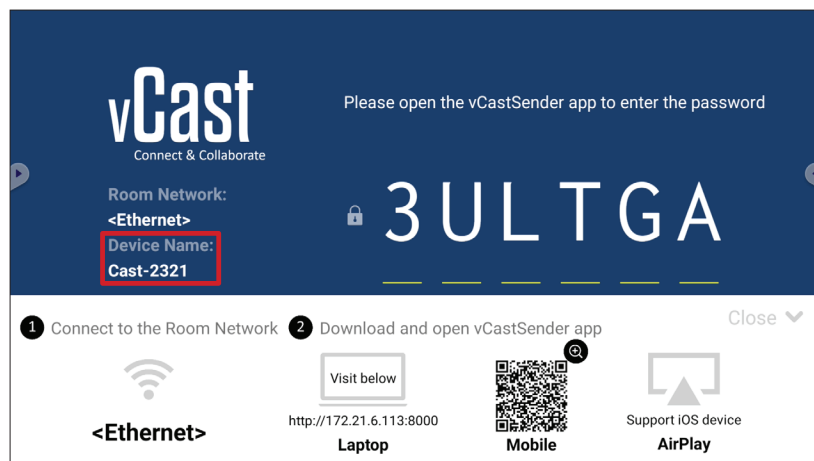 vCast
Connect & Collaborate
Please open the vCastSender app to enter the password
Room Network:
<Ethernet>
Device Name:
Cast-2321
3ULTGA
1 Connect to the Room Network
2 Download and open vCastSender app
Close
<Ethernet>
Visit below
http://172.21.6.113:8000
Laptop
Mobile
Support iOS device
AirPlay